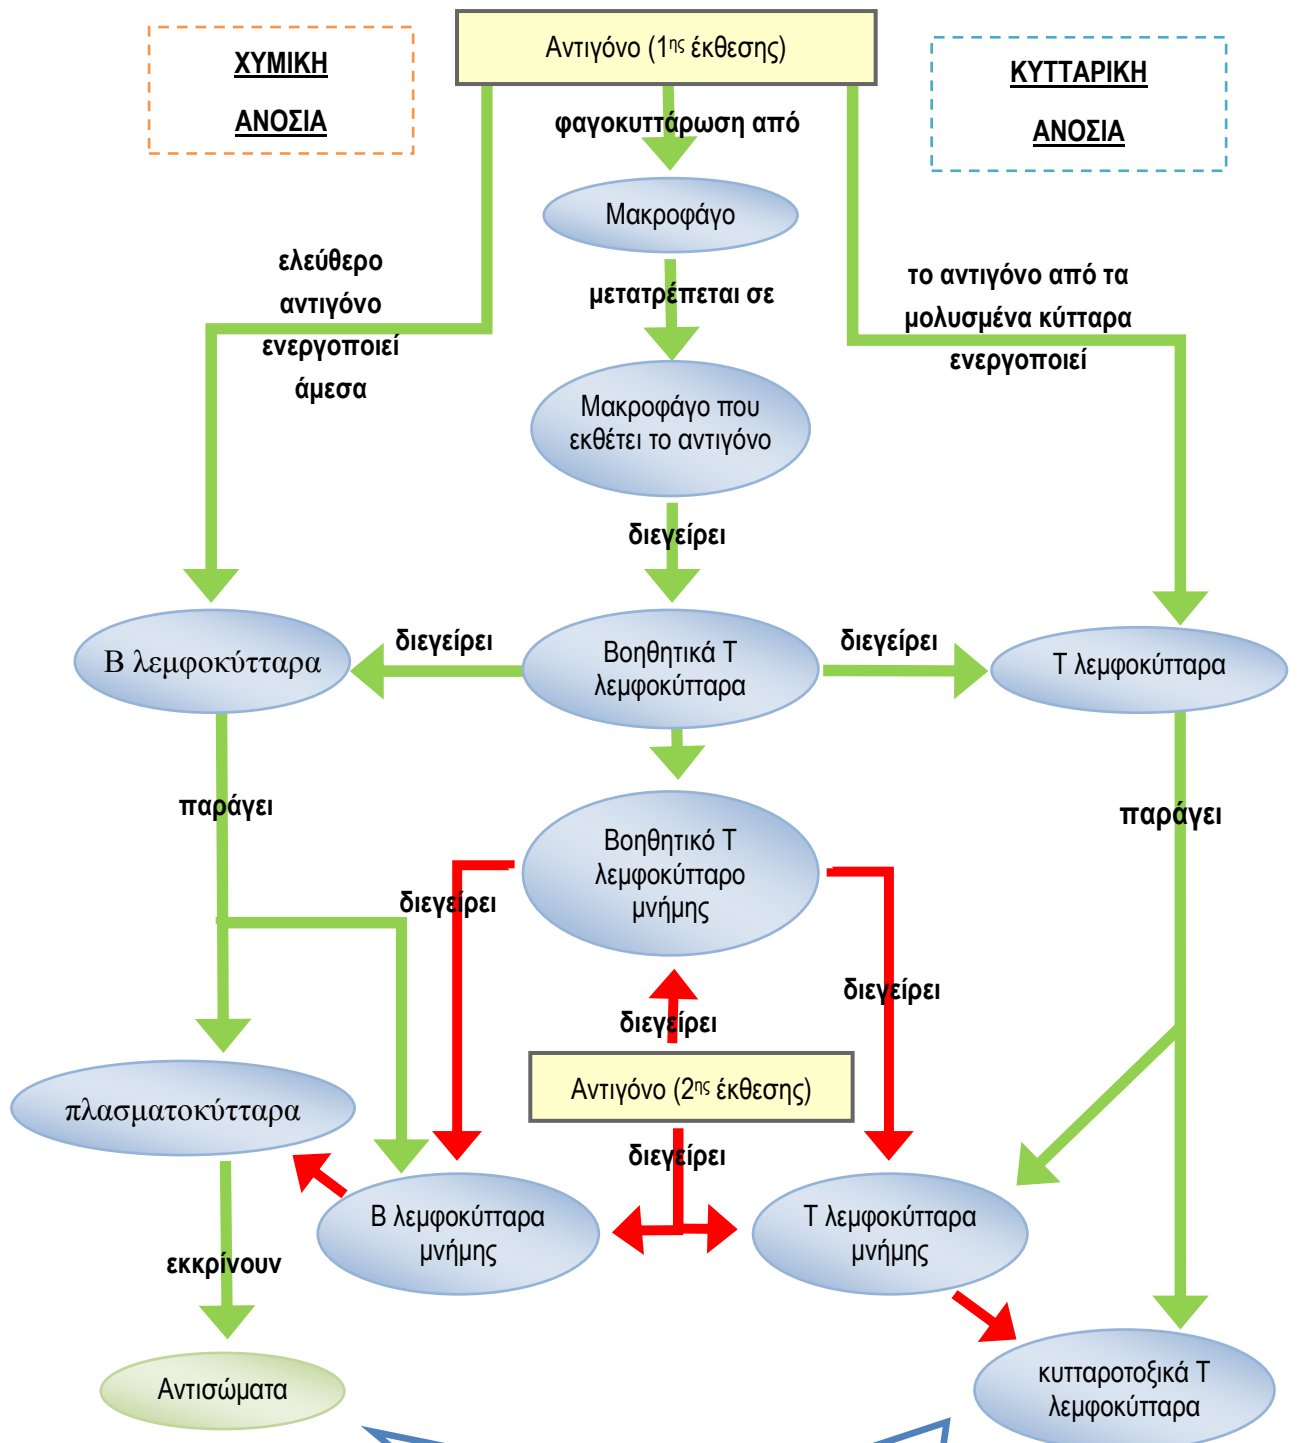 Αντιγόνο (1ης έκθεσης)
ΧΥΜΙΚΗ
ΑΝΟΣΙΑ
ΚΥΤΤΑΡΙΚΗ
ΑΝΟΣΙΑ
φαγοκυττάρωση από
Μακροφάγο
ελεύθερο
αντιγόνο
ενεργοποιεί
άμεσα
μετατρέπεται σε
το αντιγόνο από τα
μολυσμένα κύτταρα
ενεργοποιεί
Μακροφάγο που
εκθέτει το αντιγόνο
διεγείρει
Β λεμφοκύτταρα
διεγείρει
Βοηθητικά Τ
λεμφοκύτταρα
διεγείρει
Τ λεμφοκύτταρα
παράγει
παράγει
Βοηθητικό Τ
λεμφοκύτταρο
μνήμης
διεγείρει
διεγείρει
διεγείρει
Αντιγόνο (2ης έκθεσης)
πλασματοκύτταρα
διεγείρει
Β λεμφοκύτταρα
μνήμης
Τ λεμφοκύτταρα
μνήμης
εκκρίνουν
Αντισώματα
κυτταροτοξικά Τ
λεμφοκύτταρα